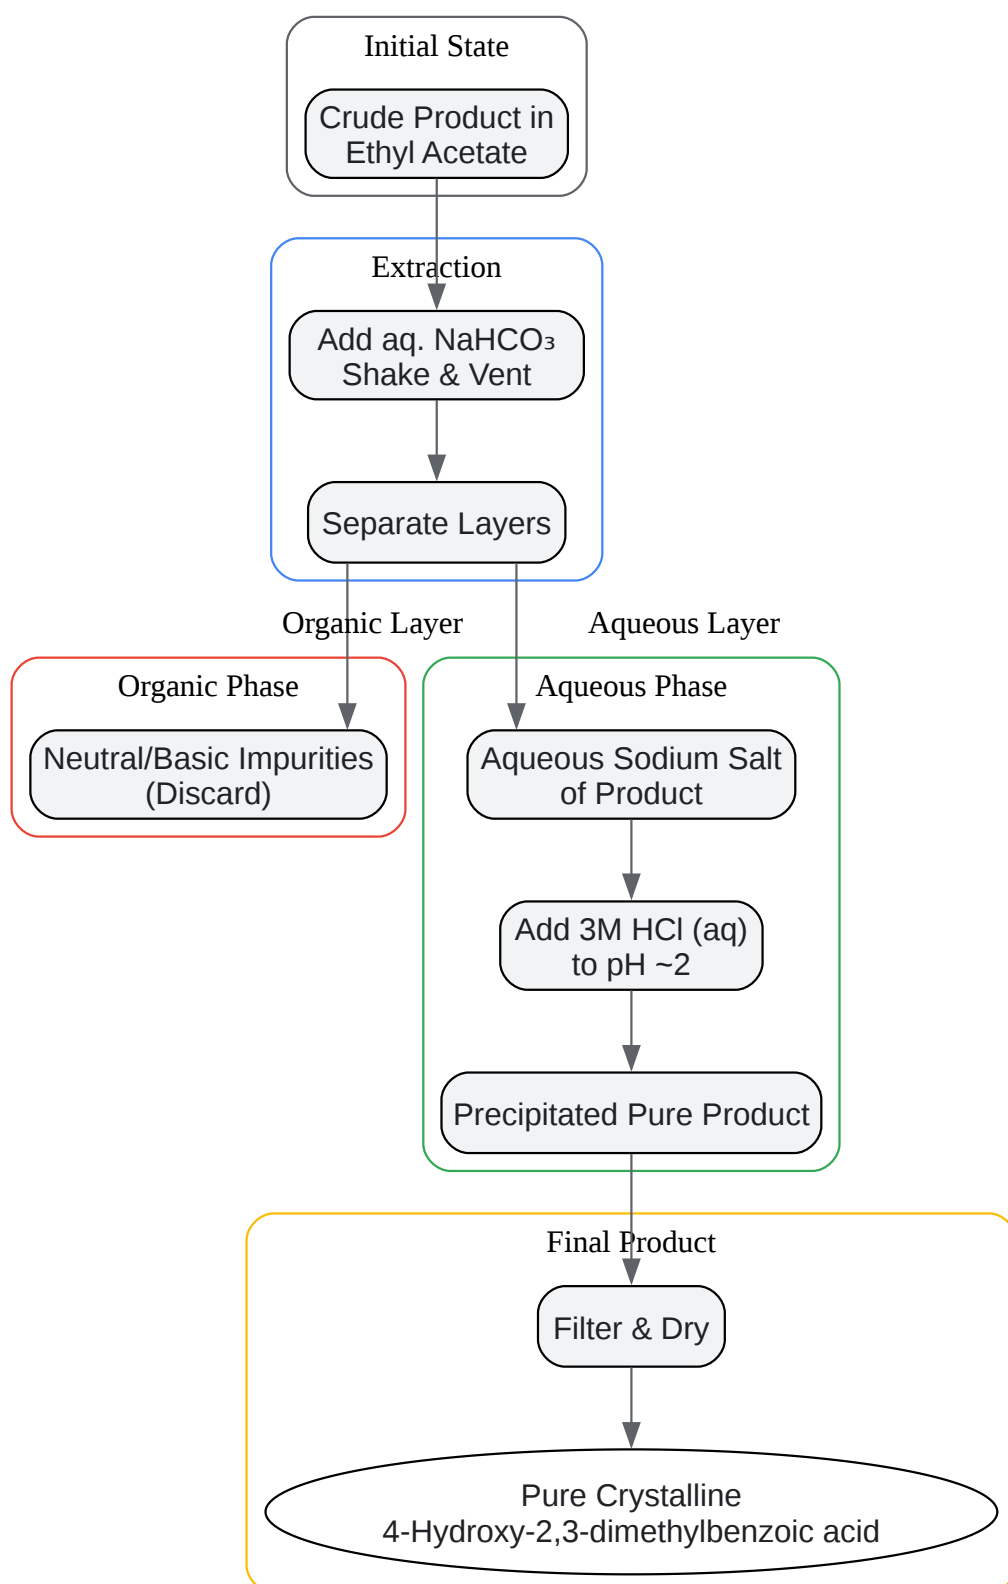 Initial State
Crude Product in
Ethyl Acetate
Extraction
Add aq. NaHCO₃
Shake & Vent
Separate Layers
Organic Layer
Aqueous Layer
Organic Phase
Neutral/Basic Impurities
(Discard)
Aqueous Phase
Aqueous Sodium Salt
of Product
Add 3M HCl (aq)
to pH ~2
Precipitated Pure Product
Final Product
Filter & Dry
Pure Crystalline
4-Hydroxy-2,3-dimethylbenzoic acid